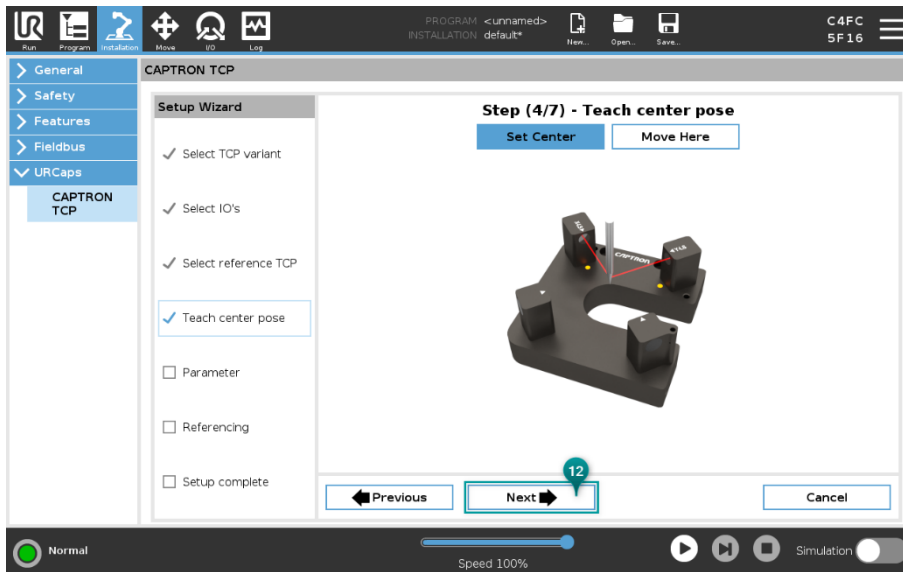 PROGRAM <unnamed>
INSTALLATION default*
C4FC
5F16
Run Program Installation Move I/O Log New... Open... Save...
General
CAPTRON TCP
Safety
Features
Fieldbus
URCaps
CAPTRON
TCP
Setup Wizard
Select TCP variant
Select IO's
Select reference TCP
Teach center pose
Parameter
Referencing
Setup complete
Step (4/7) - Teach center pose
Set Center Move Here
CAPTRON
12
Previous Next Cancel
Normal
Speed 100%
Simulation